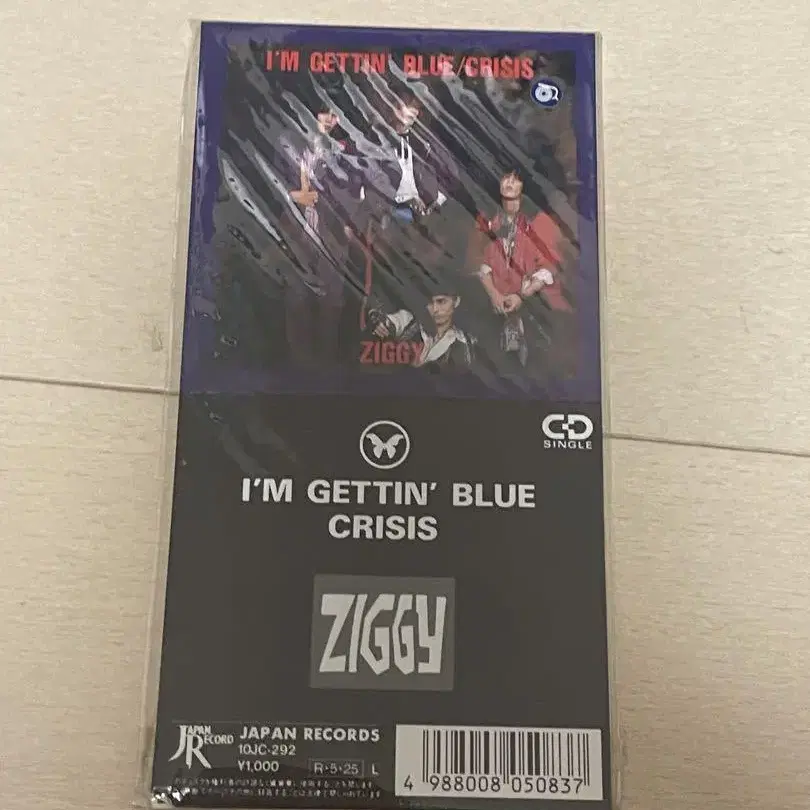 I'M GETTIN' BLUE/CRISIS
ZIGGY
CD
SINGLE
I'M GETTIN' BLUE
CRISIS
ZIGGY
JAPAN RECORD
JAPAN RECORDS
10JC-292
¥1,000
R・5・25 L
4 988008 050837